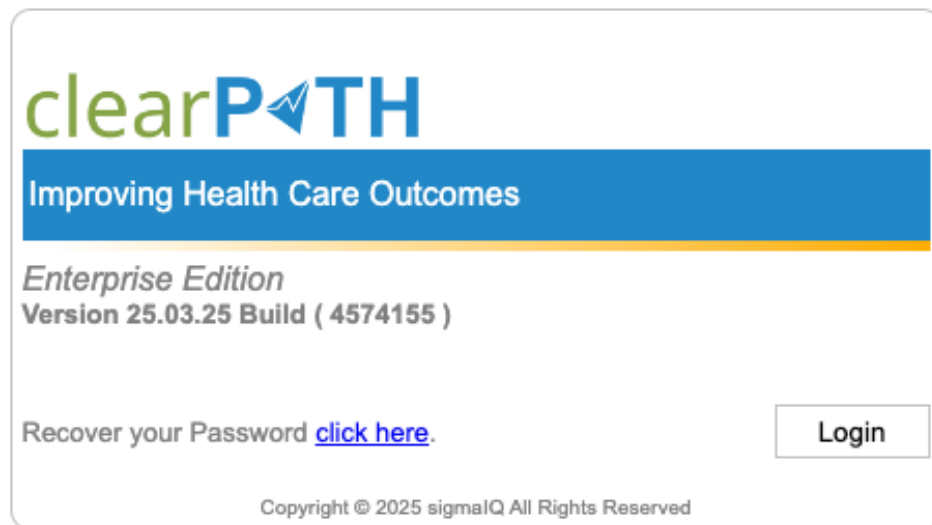 clearPATH
Improving Health Care Outcomes
Enterprise Edition
Version 25.03.25 Build ( 4574155 )
Recover your Password click here.
Login
Copyright © 2025 sigmaIQ All Rights Reserved